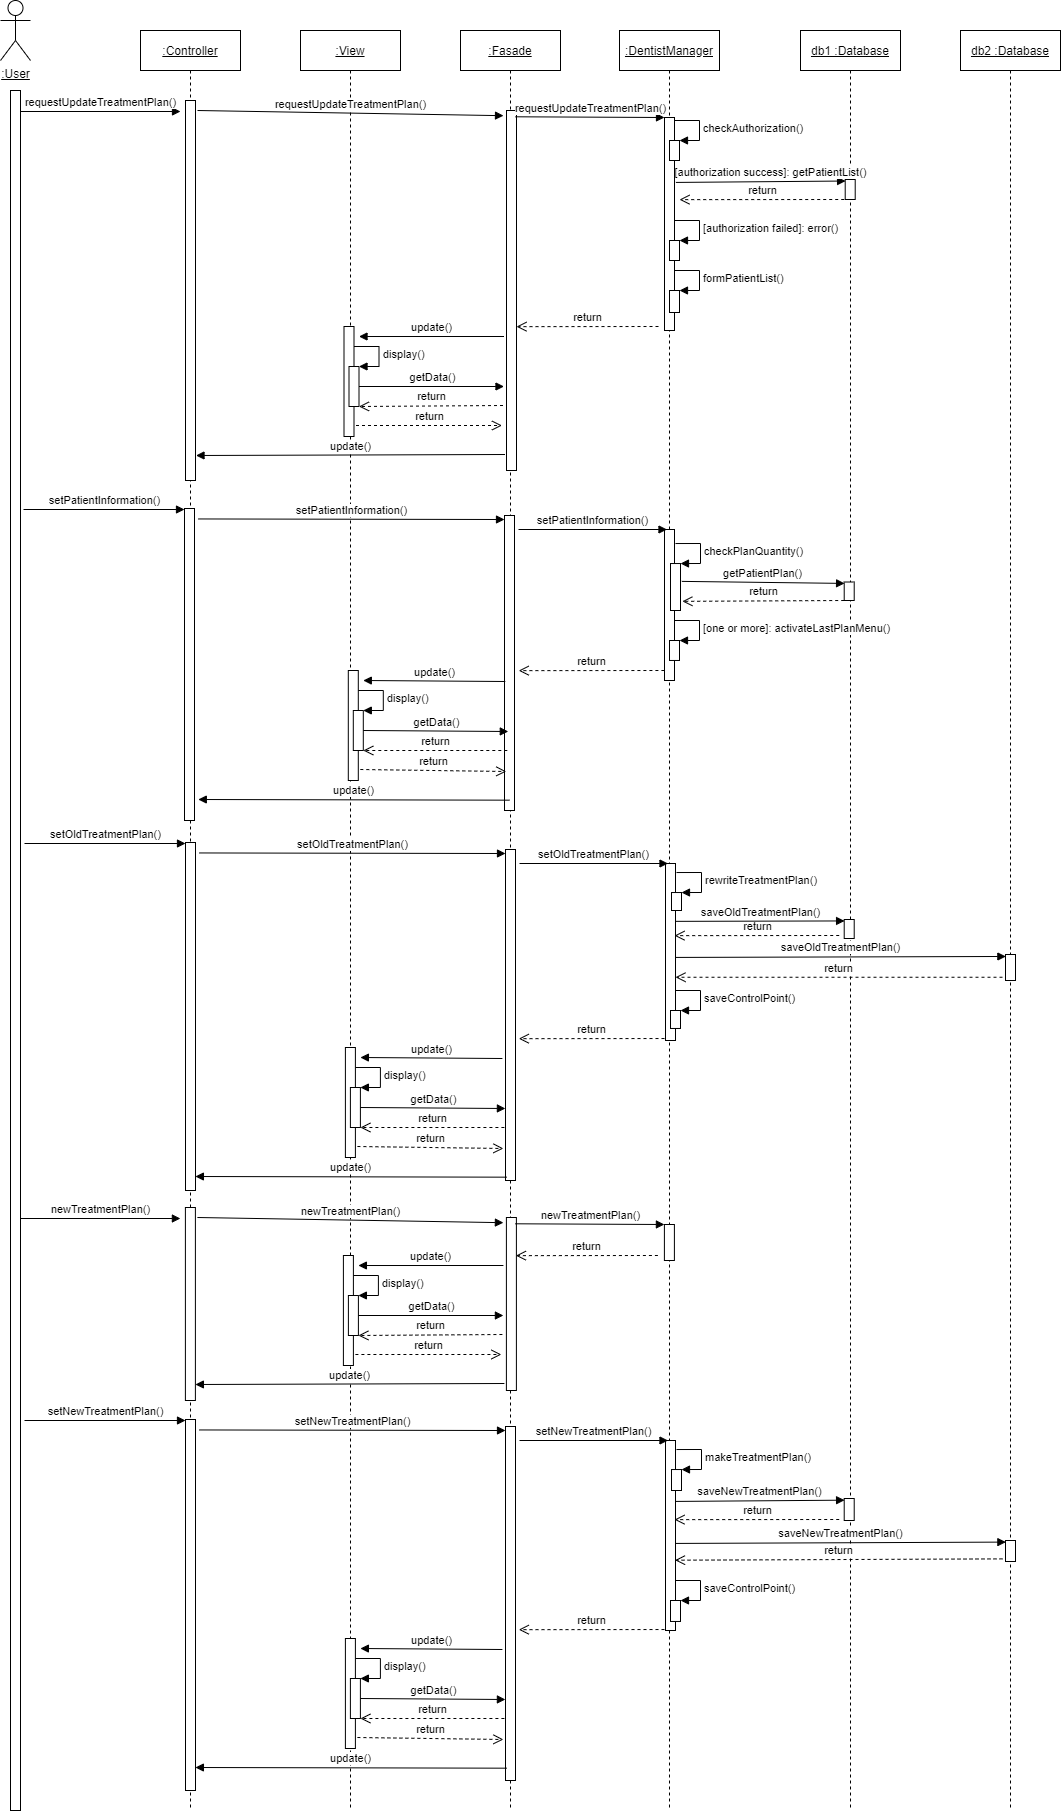 :User
:Controller
:View
:Fasade
:DentistManager
db1 :Database
db2 :Database
requestUpdateTreatmentPlan()
requestUpdateTreatmentPlan()
requestUpdateTreatmentPlan()
checkAuthorization()
[authorization success]: getPatientList()
return
[authorization failed]: error()
formPatientList()
return
update()
display()
getData()
return
return
update()
setPatientInformation()
setPatientInformation()
setPatientInformation()
checkPlanQuantity()
getPatientPlan()
return
[one or more]: activateLastPlanMenu()
return
update()
display()
getData()
return
return
update()
setOldTreatmentPlan()
setOldTreatmentPlan()
setOldTreatmentPlan()
rewriteTreatmentPlan()
saveOldTreatmentPlan()
return
saveOldTreatmentPlan()
return
saveControlPoint()
return
update()
display()
getData()
return
return
update()
newTreatmentPlan()
newTreatmentPlan()
newTreatmentPlan()
return
update()
display()
getData()
return
return
update()
setNewTreatmentPlan()
setNewTreatmentPlan()
setNewTreatmentPlan()
makeTreatmentPlan()
saveNewTreatmentPlan()
return
saveNewTreatmentPlan()
return
saveControlPoint()
return
update()
display()
getData()
return
return
update()